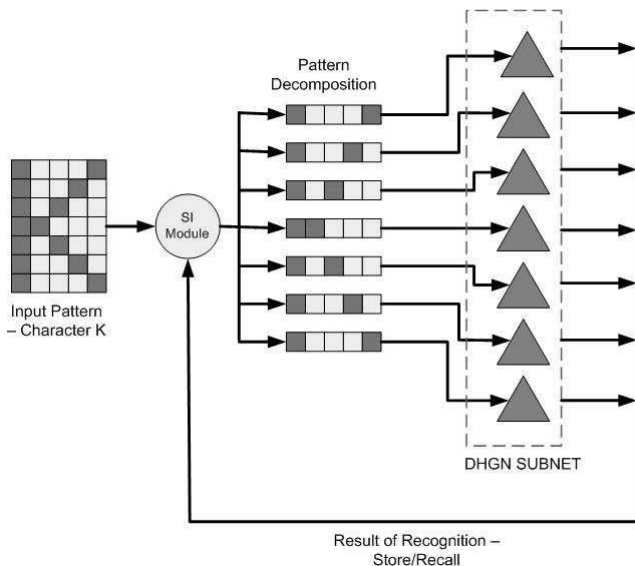 Pattern
Decomposition
SI
Module
Input Pattern
– Character K
DHGN SUBNET
Result of Recognition –
Store/Recall